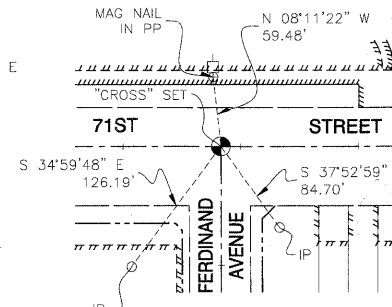 MAG NAIL
IN PP
N 08°11'22" W
59.48'
E
"CROSS" SET
71ST STREET
S 34°59'48" E
126.19'
S 37°52'59"
84.70'
FERDINAND
AVENUE
IP
IP